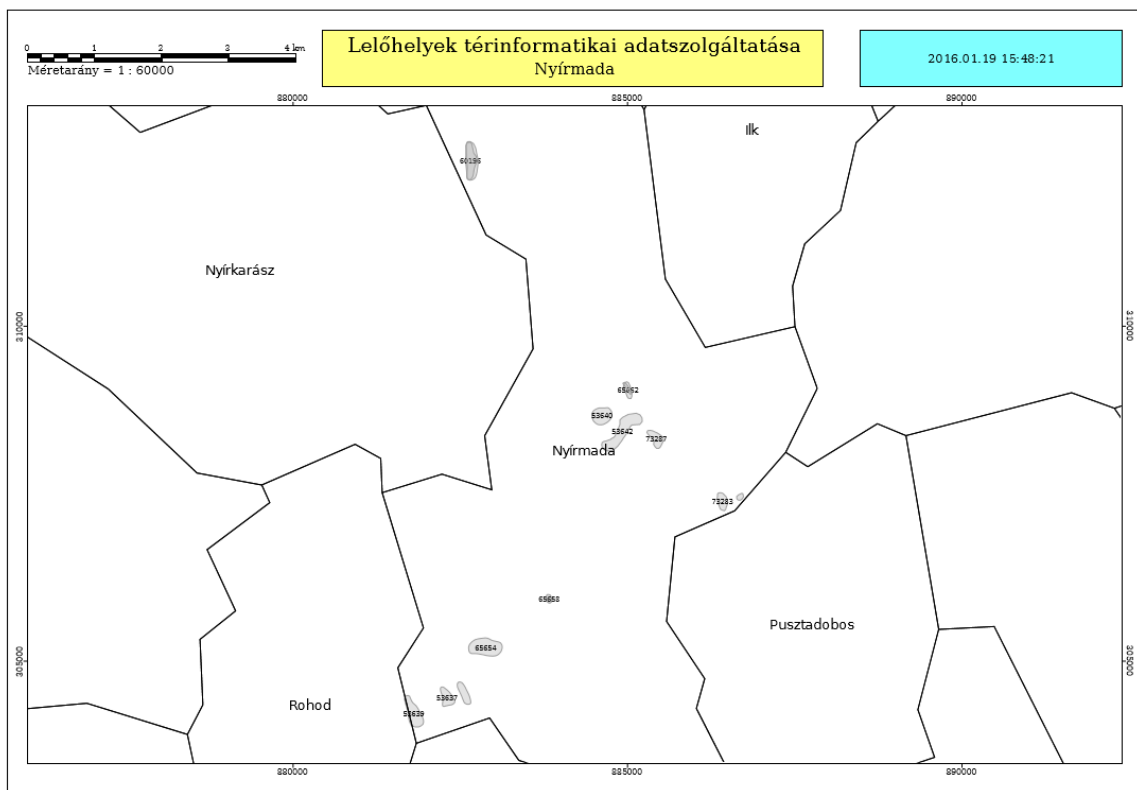 0 1 2 3 4 km
Méretarány = 1 : 60000
Lelőhelyek térinformatikai adatszolgáltatása
Nyírmada
2016.01.19 15:48:21
880000 885000 890000
Ilk
60196
Nyírkarász
310000 310000
53640
53642
73287
Nyírmada
73283
65658
Pusztadobos
65654
305000 305000
53637
Rohod
880000 885000 890000